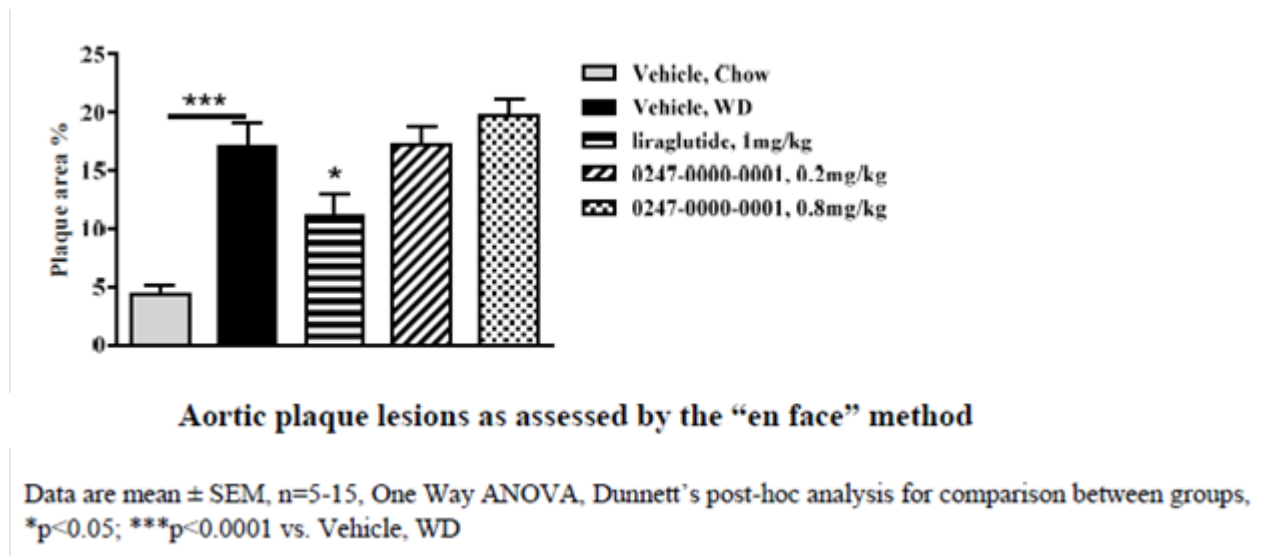 25
20
15
10
5
0
Plaque area %
***
*
Vehicle, Chow
Vehicle, WD
liraglutide, 1mg/kg
0247-0000-0001, 0.2mg/kg
0247-0000-0001, 0.8mg/kg
Aortic plaque lesions as assessed by the “en face” method
Data are mean ± SEM, n=5-15, One Way ANOVA, Dunnett’s post-hoc analysis for comparison between groups,
*p<0.05; ***p<0.0001 vs. Vehicle, WD